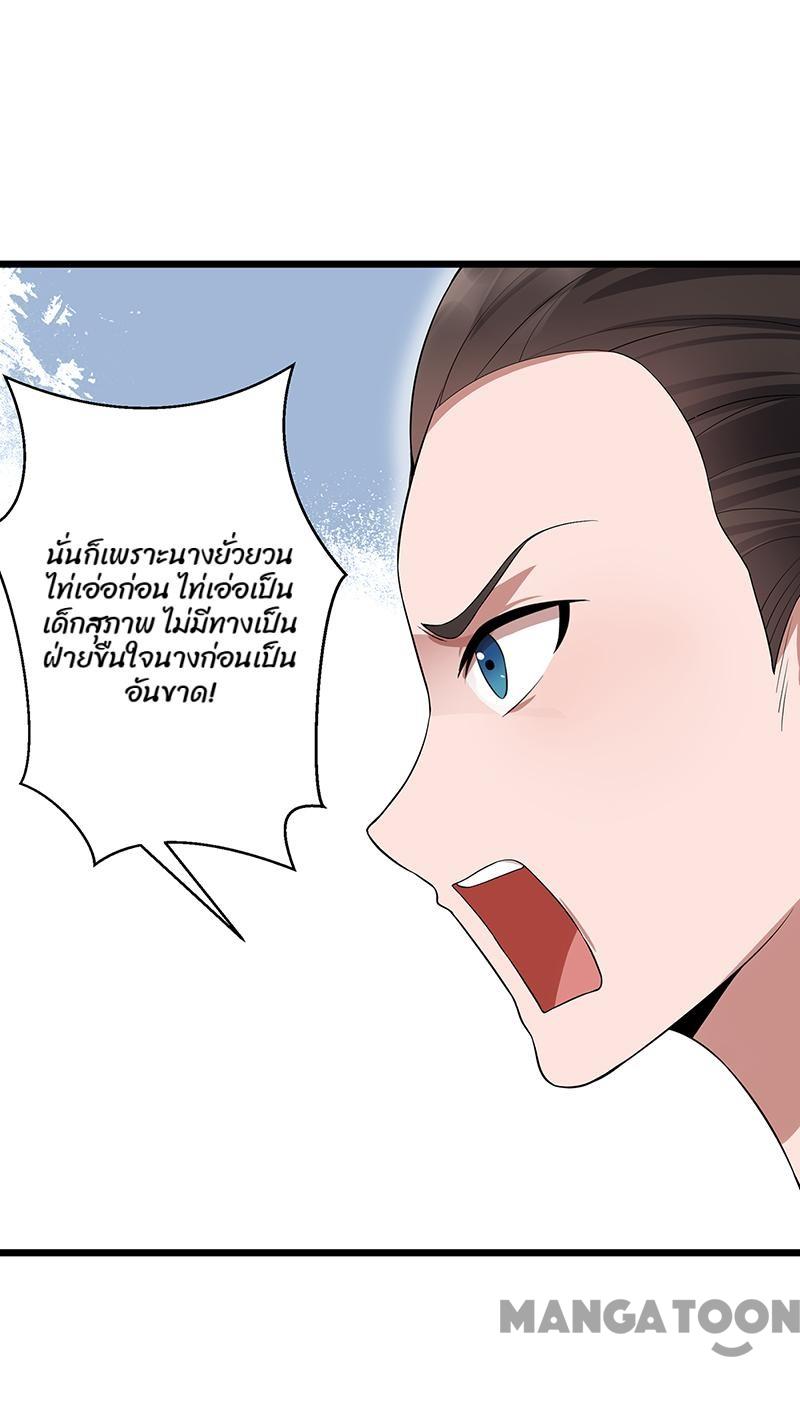 นั่นก็เพราะนางยั่วยวน
ไท่เอ่อก่อน ไท่เอ่อเป็น
เด็กสุภาพ ไม่มีทางเป็น
ฝ่ายขืนใจนางก่อนเป็น
อันขาด!
MANGATOON